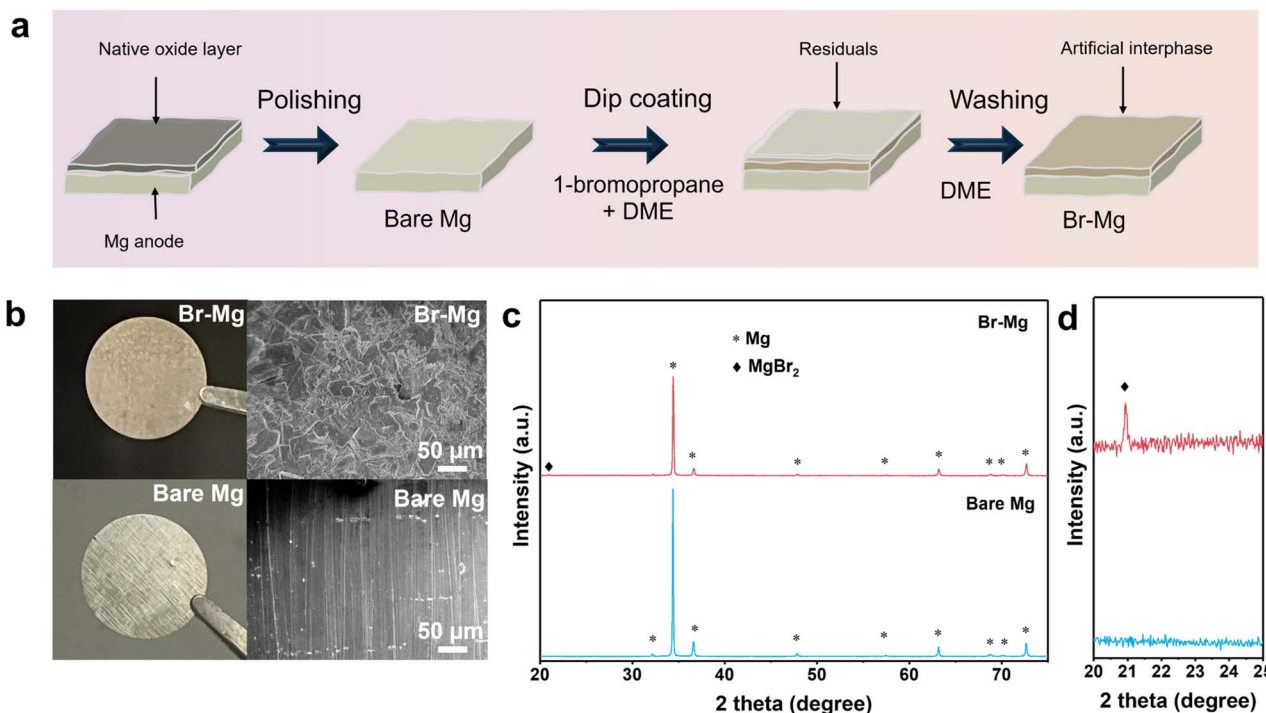 a
Native oxide layer
Polishing
Mg anode
Bare Mg
Dip coating
1-bromopropane
+ DME
Residuals
Washing
DME
Artificial interphase
Br-Mg
b
Br-Mg
Br-Mg
50 μm
Bare Mg
Bare Mg
50 μm
c
Intensity (a.u.)
Br-Mg
* Mg
♦ MgBr₂
*
♦
* * * * * *
Bare Mg
* * * * * * *
20 30 40 50 60 70
2 theta (degree)
d
Intensity (a.u.)
♦
20 21 22 23 24 25
2 theta (degree)